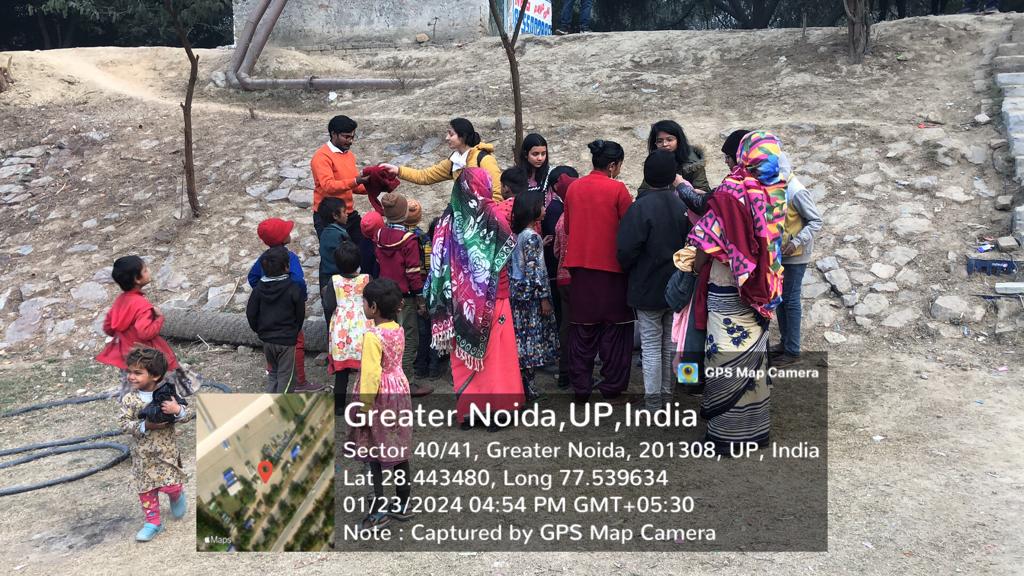 GPS Map Camera
Greater Noida,UP,India
Sector 40/41, Greater Noida, 201308, UP, India
Lat 28.443480, Long 77.539634
01/23/2024 04:54 PM GMT+05:30
Note : Captured by GPS Map Camera
Maps